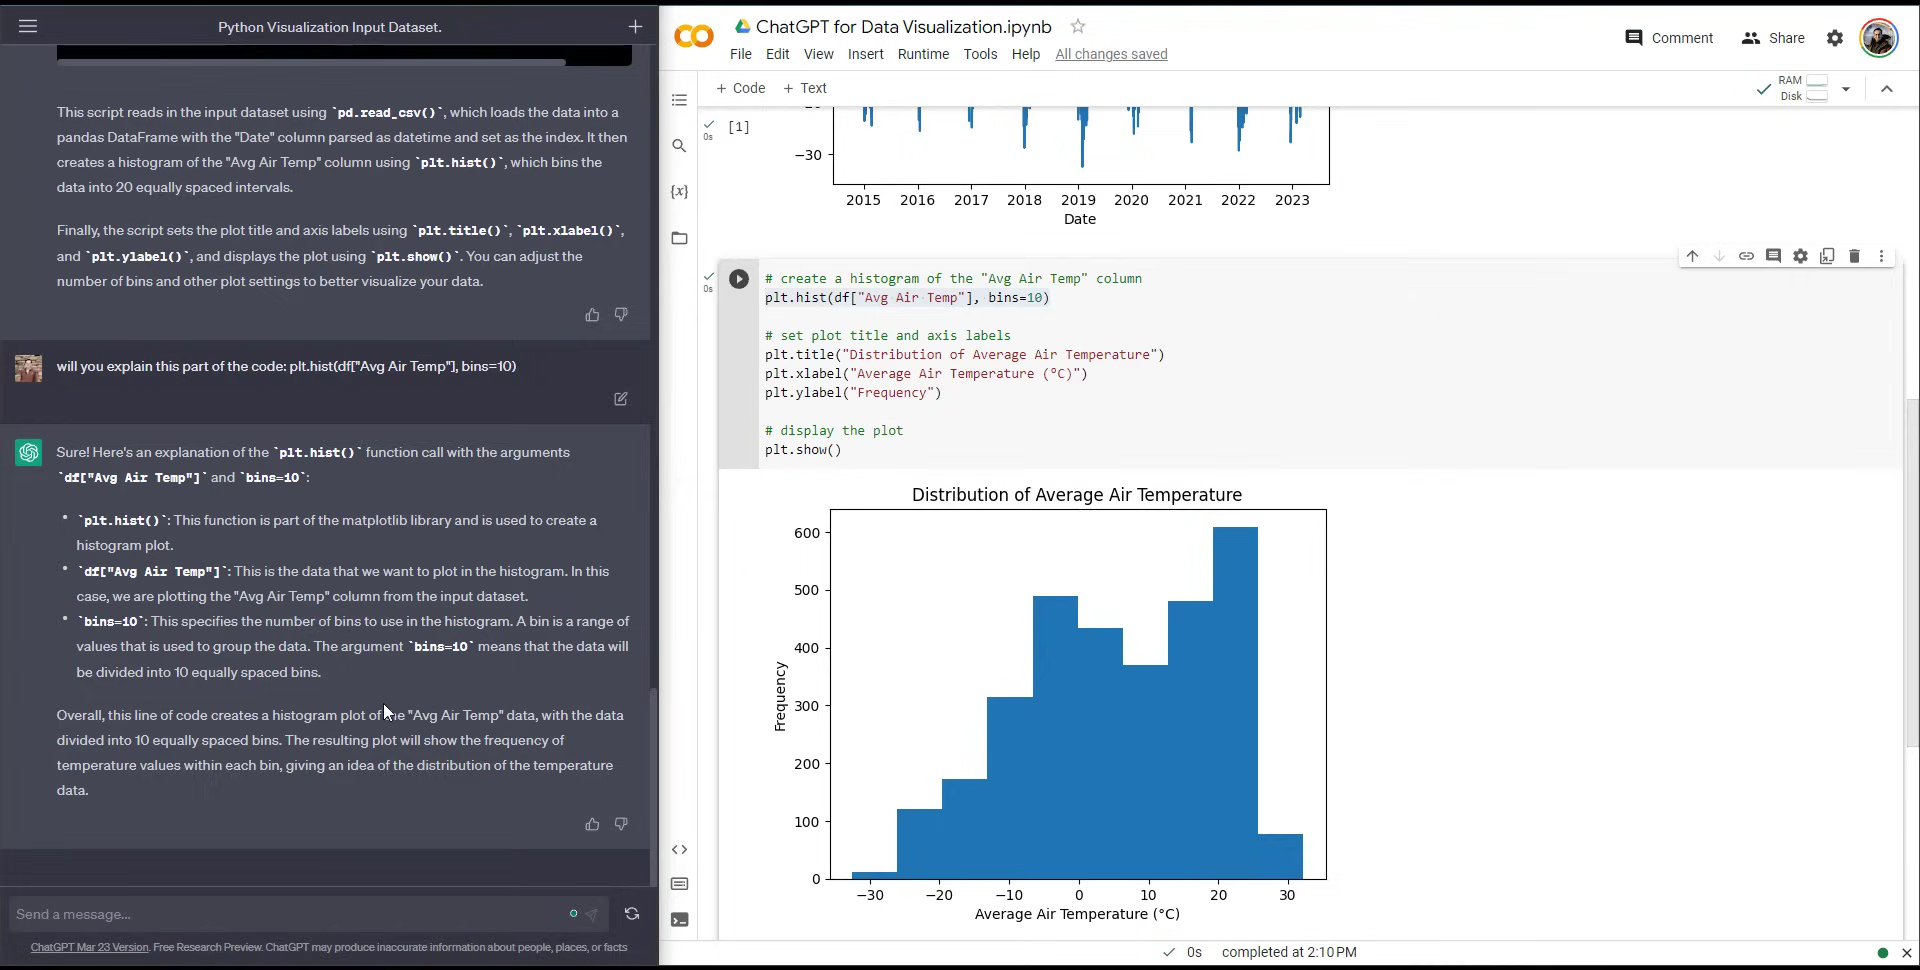 Python Visualization Input Dataset.
This script reads in the input dataset using `pd.read_csv()`, which loads the data into a
pandas DataFrame with the "Date" column parsed as datetime and set as the index. It then
creates a histogram of the "Avg Air Temp" column using `plt.hist()`, which bins the
data into 20 equally spaced intervals.
Finally, the script sets the plot title and axis labels using `plt.title()`, `plt.xlabel()`,
and `plt.ylabel()`, and displays the plot using `plt.show()`. You can adjust the
number of bins and other plot settings to better visualize your data.
will you explain this part of the code: plt.hist(df["Avg Air Temp"], bins=10)
Sure! Here's an explanation of the `plt.hist()` function call with the arguments
`df["Avg Air Temp"]` and `bins=10`:
• `plt.hist()`: This function is part of the matplotlib library and is used to create a
histogram plot.
• `df["Avg Air Temp"]`: This is the data that we want to plot in the histogram. In this
case, we are plotting the "Avg Air Temp" column from the input dataset.
• `bins=10`: This specifies the number of bins to use in the histogram. A bin is a range of
values that is used to group the data. The argument `bins=10` means that the data will
be divided into 10 equally spaced bins.
Overall, this line of code creates a histogram plot of the "Avg Air Temp" data, with the data
divided into 10 equally spaced bins. The resulting plot will show the frequency of
temperature values within each bin, giving an idea of the distribution of the temperature
data.
Send a message...
ChatGPT Mar 23 Version. Free Research Preview. ChatGPT may produce inaccurate information about people, places, or facts
ChatGPT for Data Visualization.ipynb
Comment Share
File Edit View Insert Runtime Tools Help All changes saved
+ Code + Text
RAM
Disk
{x}
0s
[1]
−30
2015 2016 2017 2018 2019 2020 2021 2022 2023
Date
0s
# create a histogram of the "Avg Air Temp" column
plt.hist(df["Avg Air Temp"], bins=10)
# set plot title and axis labels
plt.title("Distribution of Average Air Temperature")
plt.xlabel("Average Air Temperature (°C)")
plt.ylabel("Frequency")
# display the plot
plt.show()
Distribution of Average Air Temperature
600
500
400
300
200
100
0
Frequency
−30 −20 −10 0 10 20 30
Average Air Temperature (°C)
0s completed at 2:10 PM